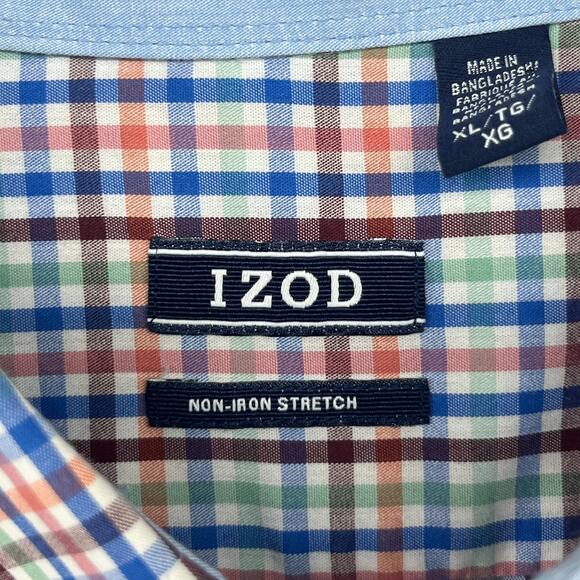 MADE IN
BANGLADESH/
XL/TG/
XG
IZOD
NON-IRON STRETCH